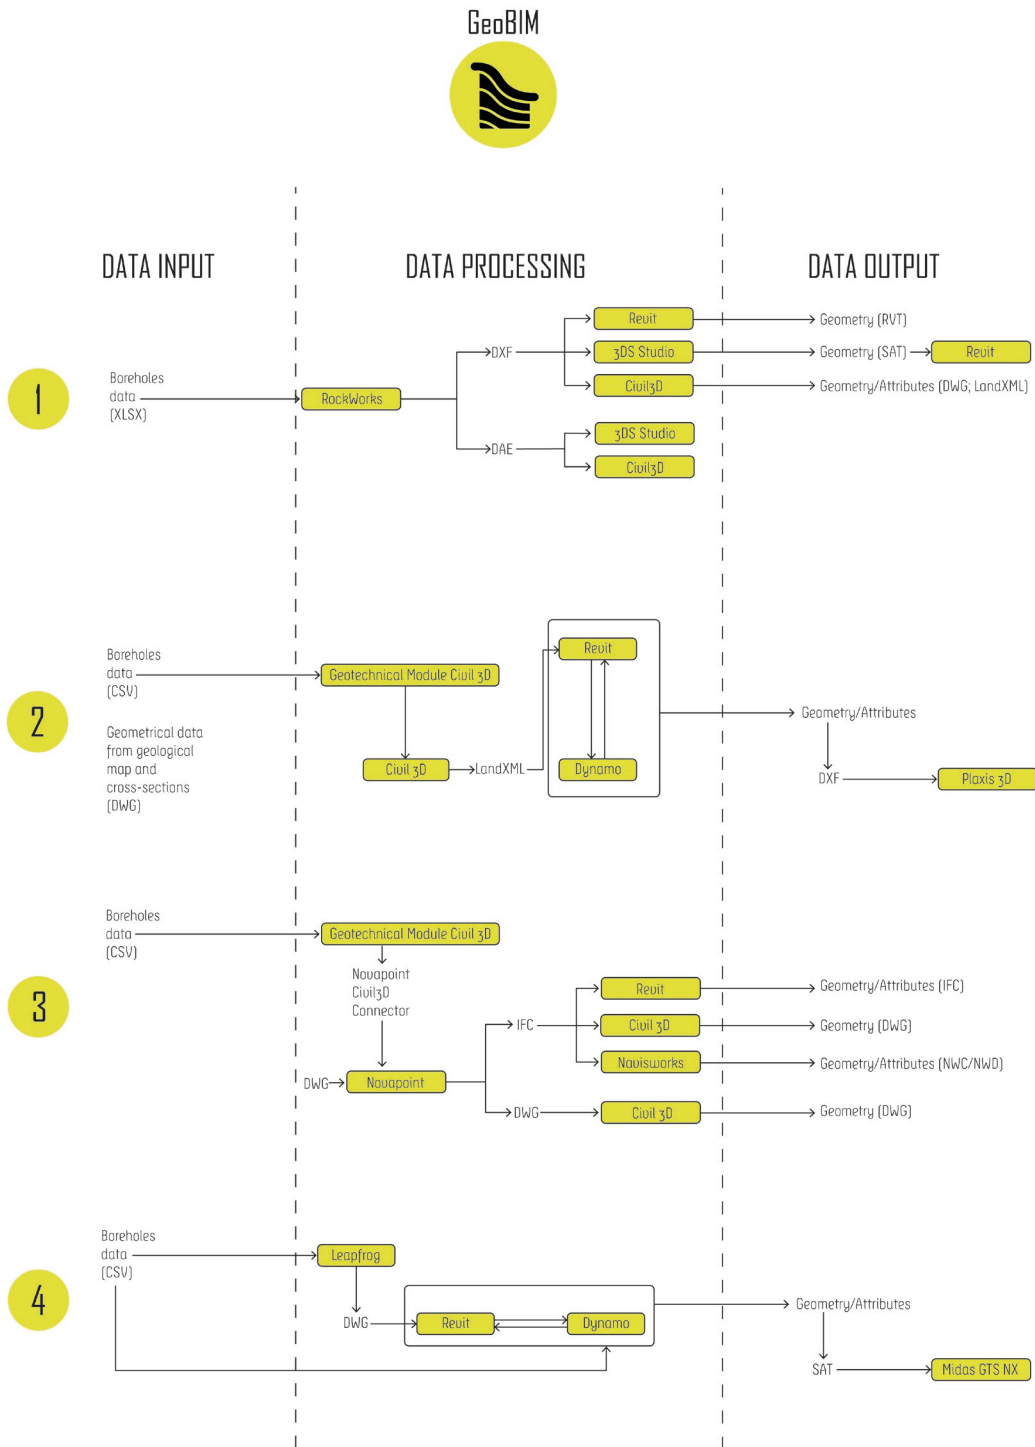 GeoBIM
DATA INPUT
DATA PROCESSING
DATA OUTPUT
1
Boreholes
data
(XLSX)
RockWorks
DXF
DAE
Revit
3DS Studio
Civil3D
3DS Studio
Civil3D
Geometry (RVT)
Geometry (SAT)
Revit
Geometry/Attributes (DWG; LandXML)
2
Boreholes
data
(CSV)
Geometrical data
from geological
map and
cross-sections
(DWG)
Geotechnical Module Civil 3D
Civil 3D
LandXML
Revit
Dynamo
Geometry/Attributes
DXF
Plaxis 3D
3
Boreholes
data
(CSV)
Geotechnical Module Civil 3D
Novapoint
Civil3D
Connector
DWG
Novapoint
IFC
DWG
Revit
Civil 3D
Navisworks
Civil 3D
Geometry/Attributes (IFC)
Geometry (DWG)
Geometry/Attributes (NWC/NWD)
Geometry (DWG)
4
Boreholes
data
(CSV)
Leapfrog
DWG
Revit
Dynamo
Geometry/Attributes
SAT
Midas GTS NX